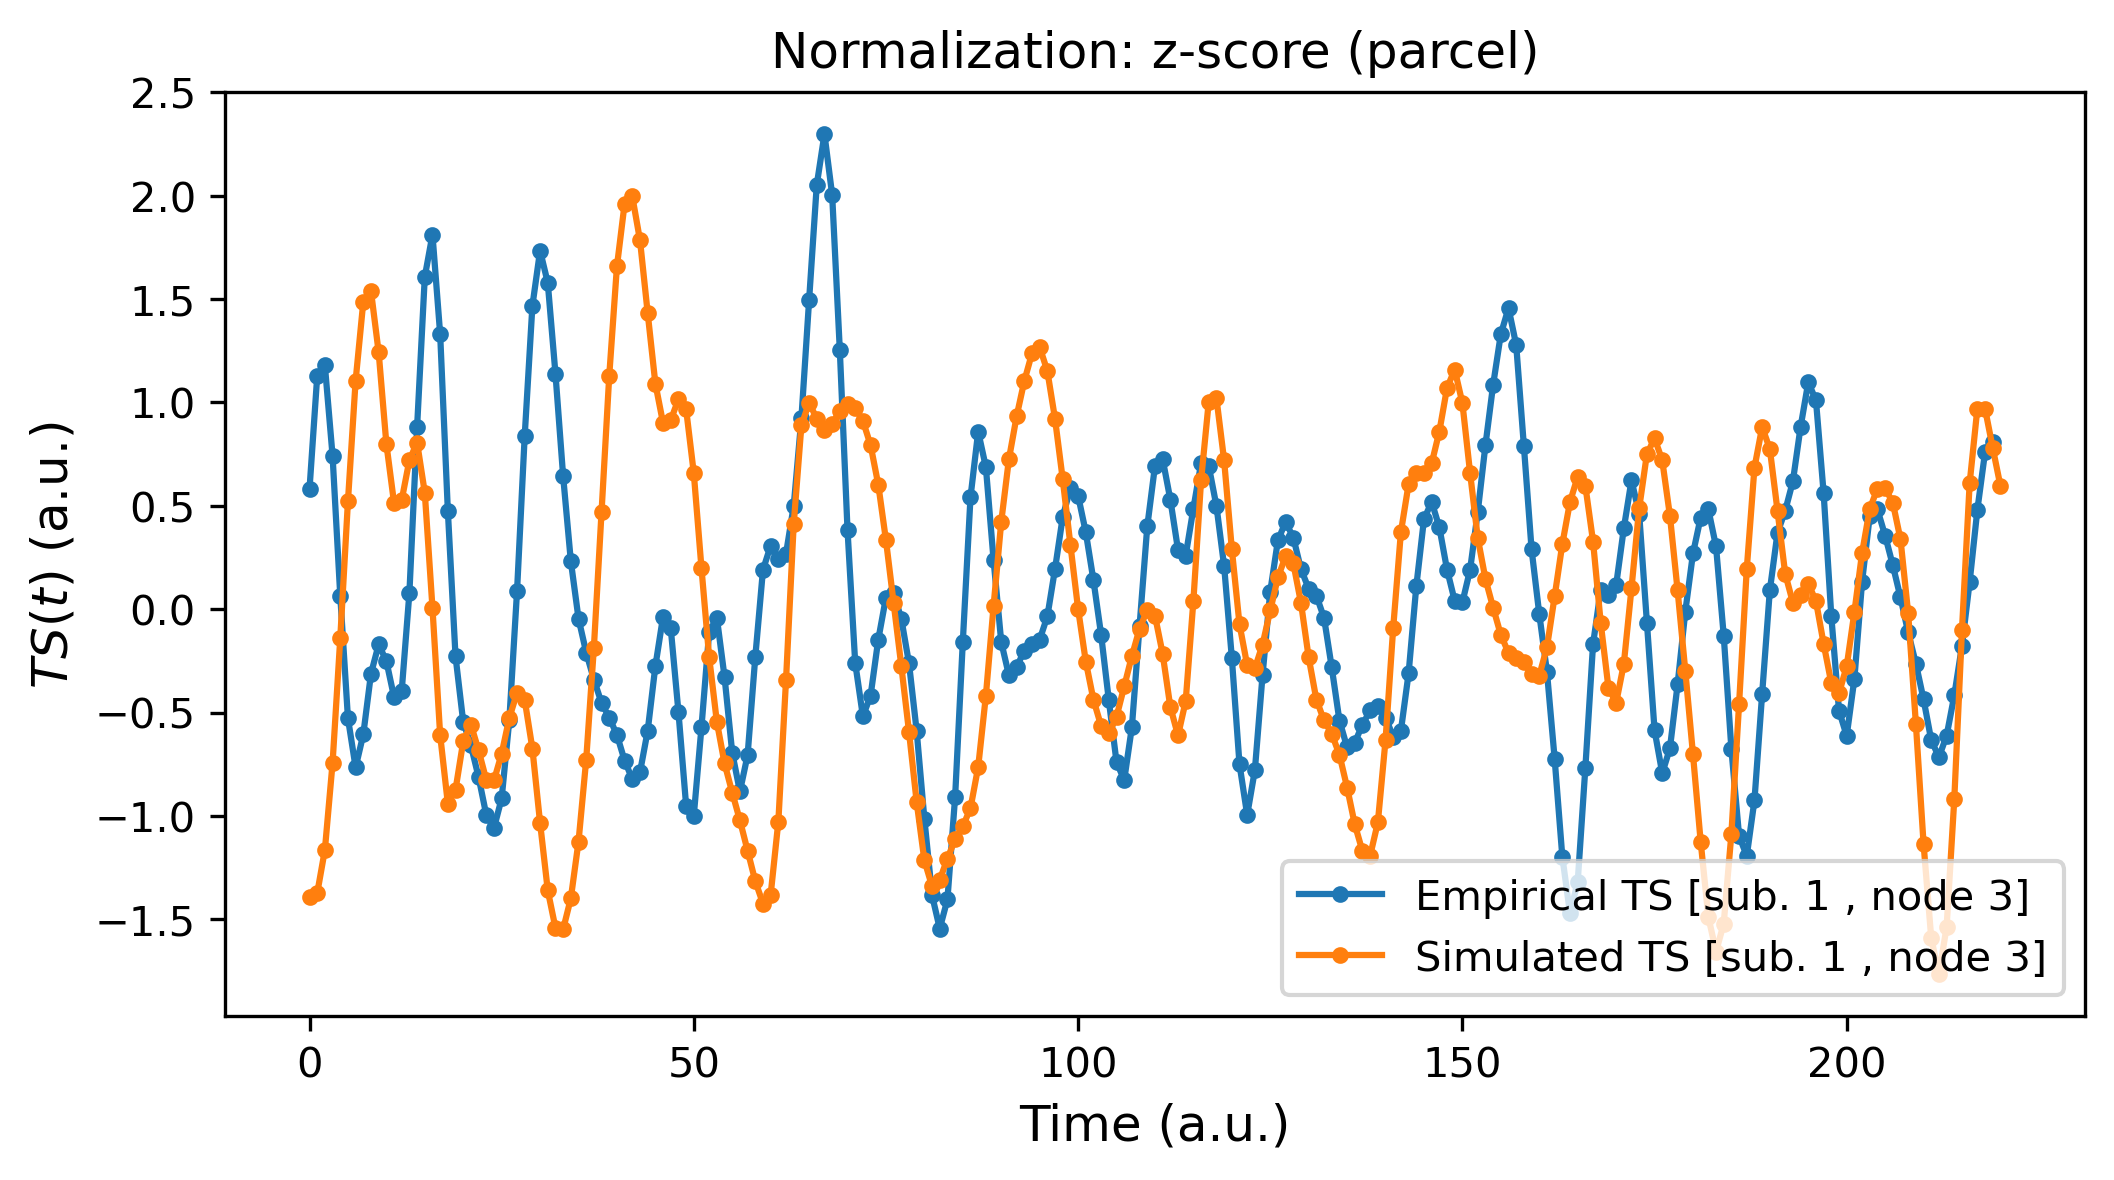 Normalization: z-score (parcel)
2.5
2.0
1.5
1.0
0.5
0.0
−0.5
−1.0
−1.5
TS(t) (a.u.)
Empirical TS [sub. 1 , node 3]
Simulated TS [sub. 1 , node 3]
0 50 100 150 200
Time (a.u.)